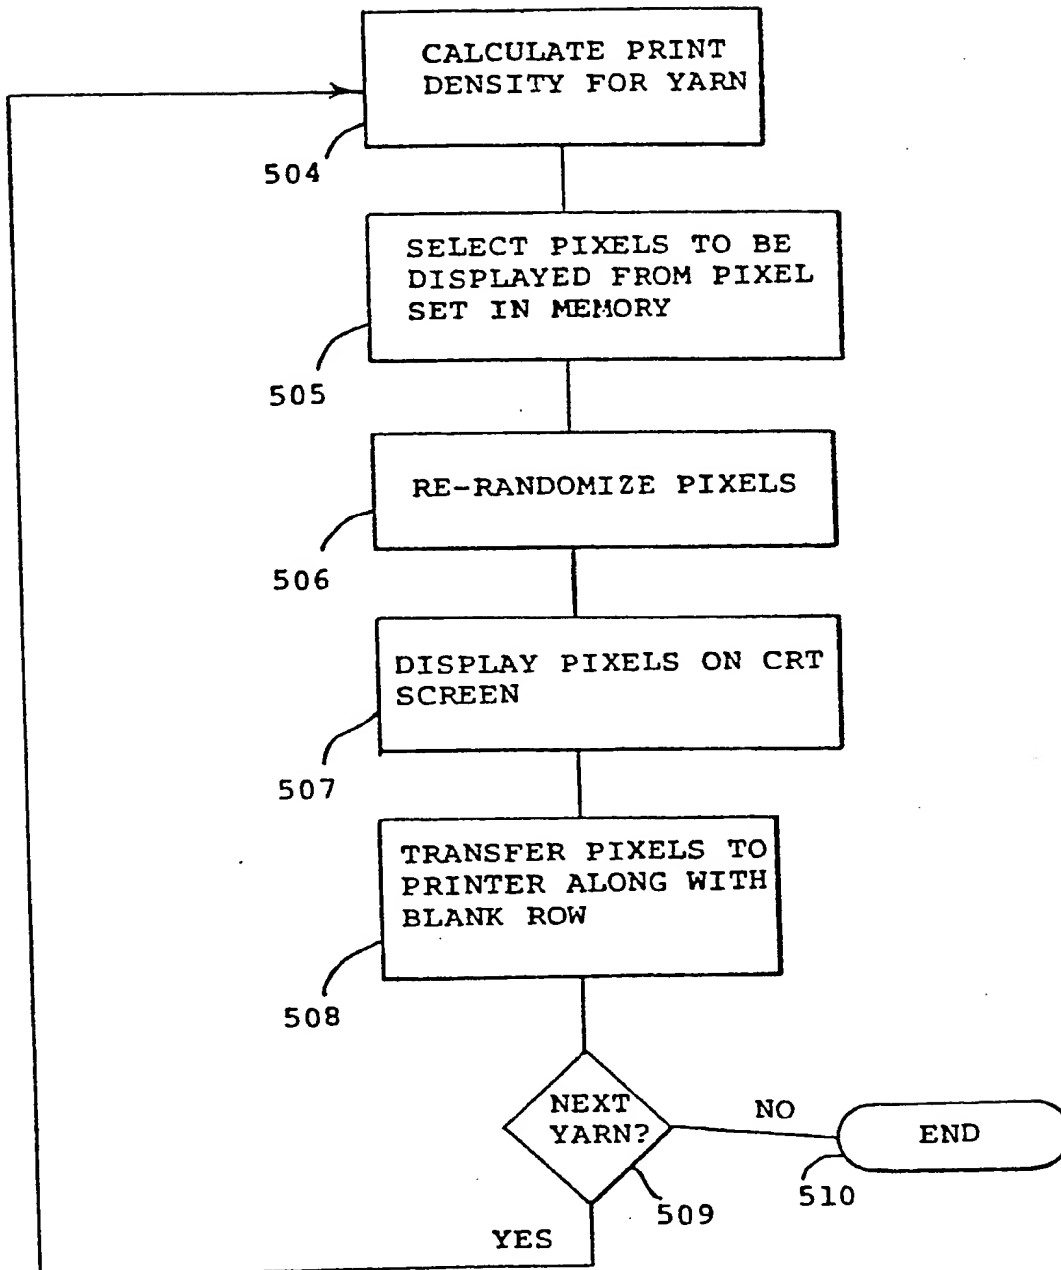 CALCULATE PRINT
DENSITY FOR YARN
504
SELECT PIXELS TO BE
DISPLAYED FROM PIXEL
SET IN MEMORY
505
RE-RANDOMIZE PIXELS
506
DISPLAY PIXELS ON CRT
SCREEN
507
TRANSFER PIXELS TO
PRINTER ALONG WITH
BLANK ROW
508
NEXT
YARN?
NO
END
510
509
YES